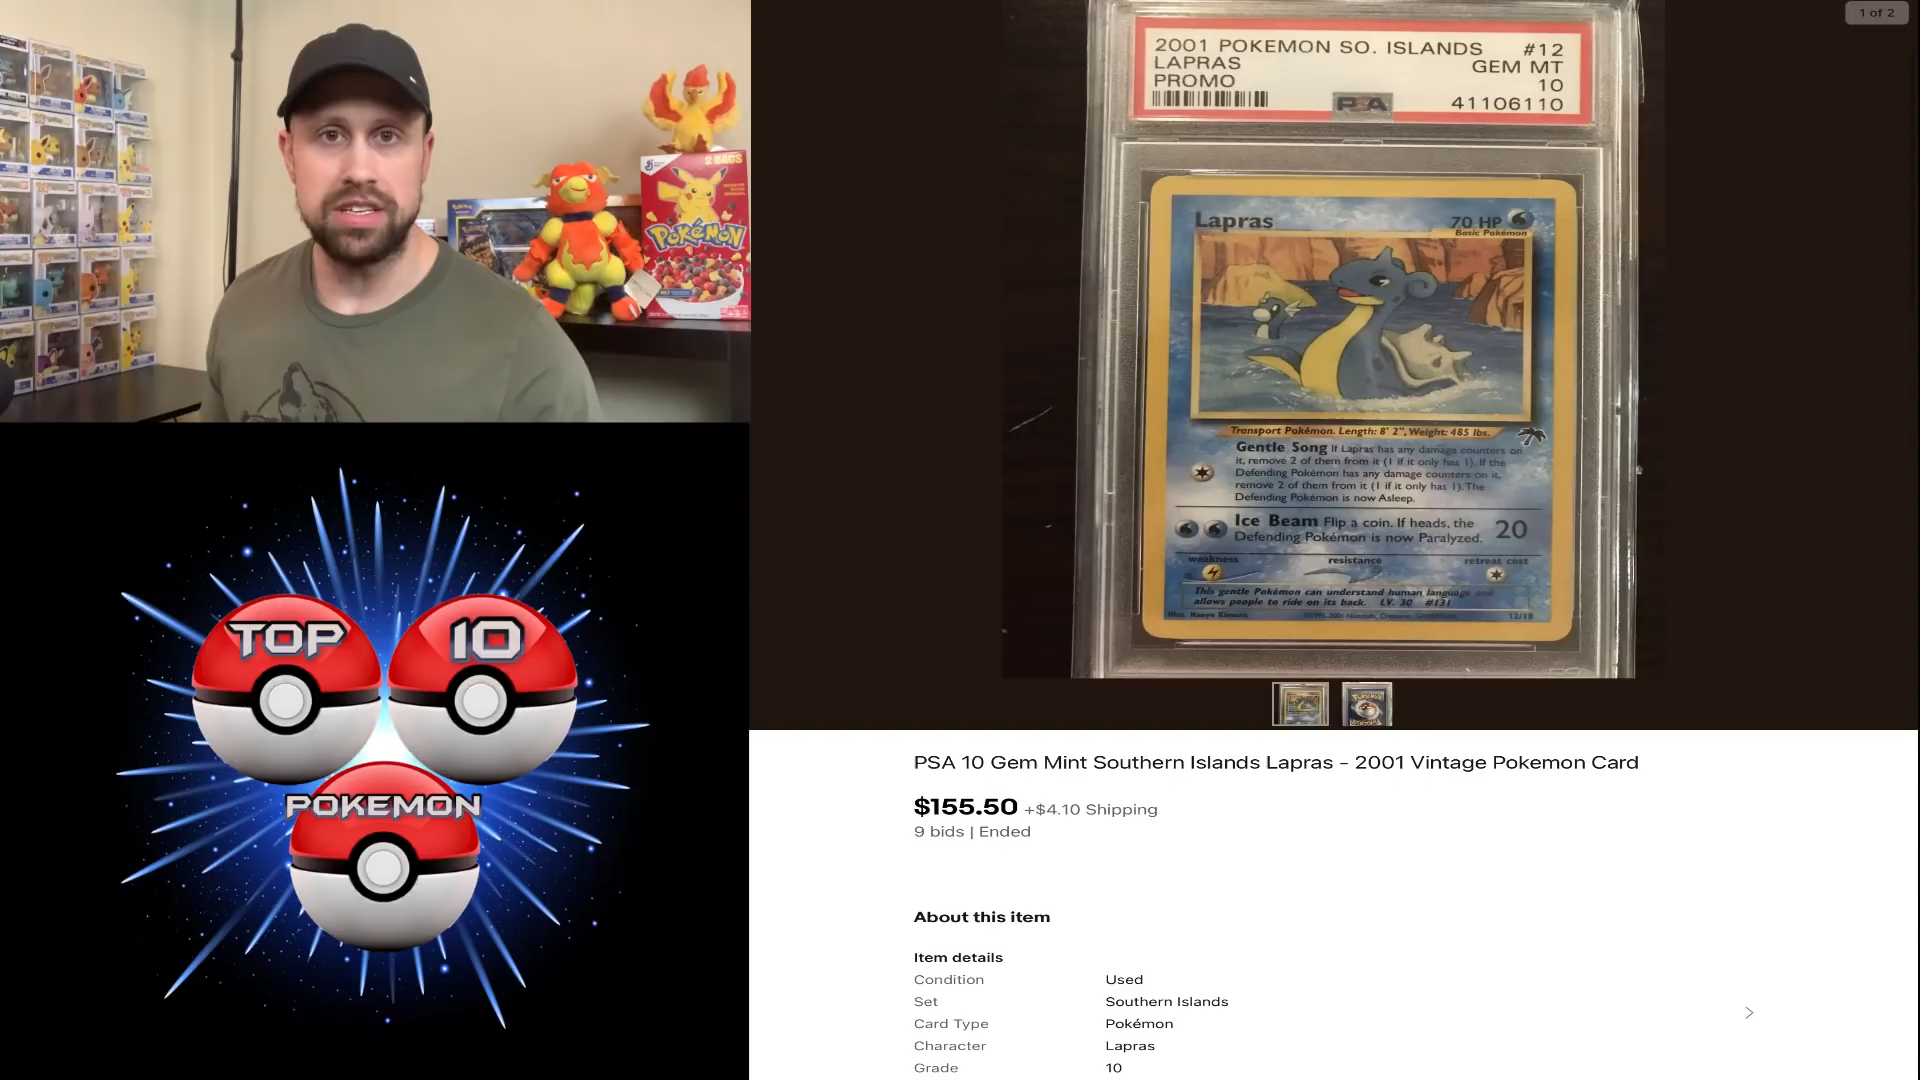 2 BAGS
Pokémon
TOP
10
POKEMON
1 of 2
2001 POKEMON SO. ISLANDS #12
LAPRAS GEM MT
PROMO 10
PSA 41106110
Lapras 70 HP
Basic Pokémon
Transport Pokémon. Length: 8' 2", Weight: 485 lbs.
Gentle Song If Lapras has any damage counters on
it, remove 2 of them from it (1 if it only has 1). If the
Defending Pokémon has any damage counters on it,
remove 2 of them from it (1 if it only has 1). The
Defending Pokémon is now Asleep.
Ice Beam Flip a coin. If heads, the 20
Defending Pokémon is now Paralyzed.
weakness resistance retreat cost
This gentle Pokémon can understand human language and
allows people to ride on its back. LV. 30 #131
12/18
PSA 10 Gem Mint Southern Islands Lapras - 2001 Vintage Pokemon Card
$155.50 +$4.10 Shipping
9 bids | Ended
About this item
Item details
Condition Used
Set Southern Islands
Card Type Pokémon
Character Lapras
Grade 10